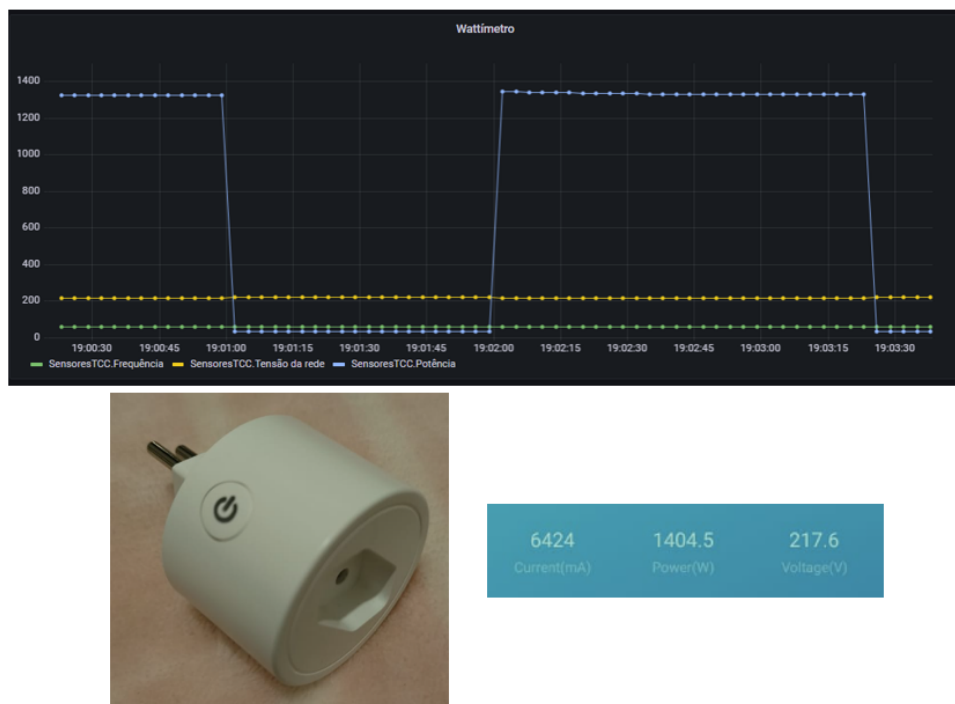 Wattímetro
1400
1200
1000
800
600
400
200
0
19:00:30 19:00:45 19:01:00 19:01:15 19:01:30 19:01:45 19:02:00 19:02:15 19:02:30 19:02:45 19:03:00 19:03:15 19:03:30
SensoresTCC.Frequência SensoresTCC.Tensão da rede SensoresTCC.Potência
6424 1404.5 217.6
Current(mA) Power(W) Voltage(V)